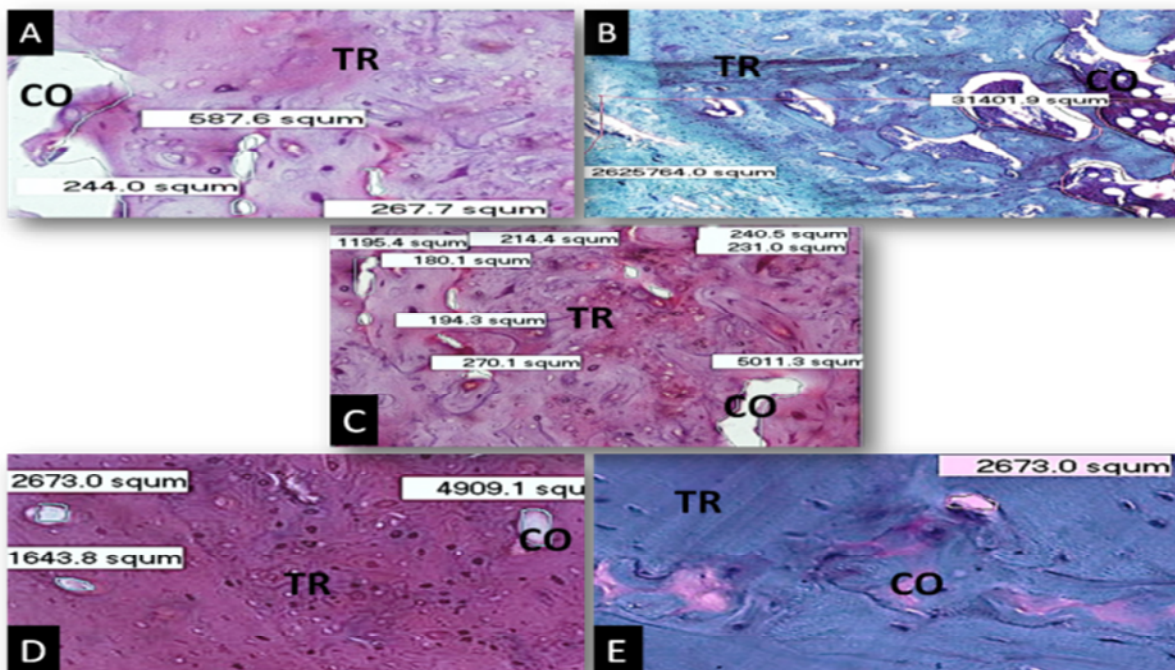 A
TR
CO
587.6 squm
244.0 squm
267.7 squm
B
TR
CO
31401.9 squm
2625764.0 squm
1195.4 squm
214.4 squm
240.5 squm
231.0 squm
180.1 squm
194.3 squm
TR
270.1 squm
5011.3 squm
C
CO
2673.0 squm
4909.1 squ
CO
1643.8 squm
TR
D
2673.0 squm
TR
CO
E